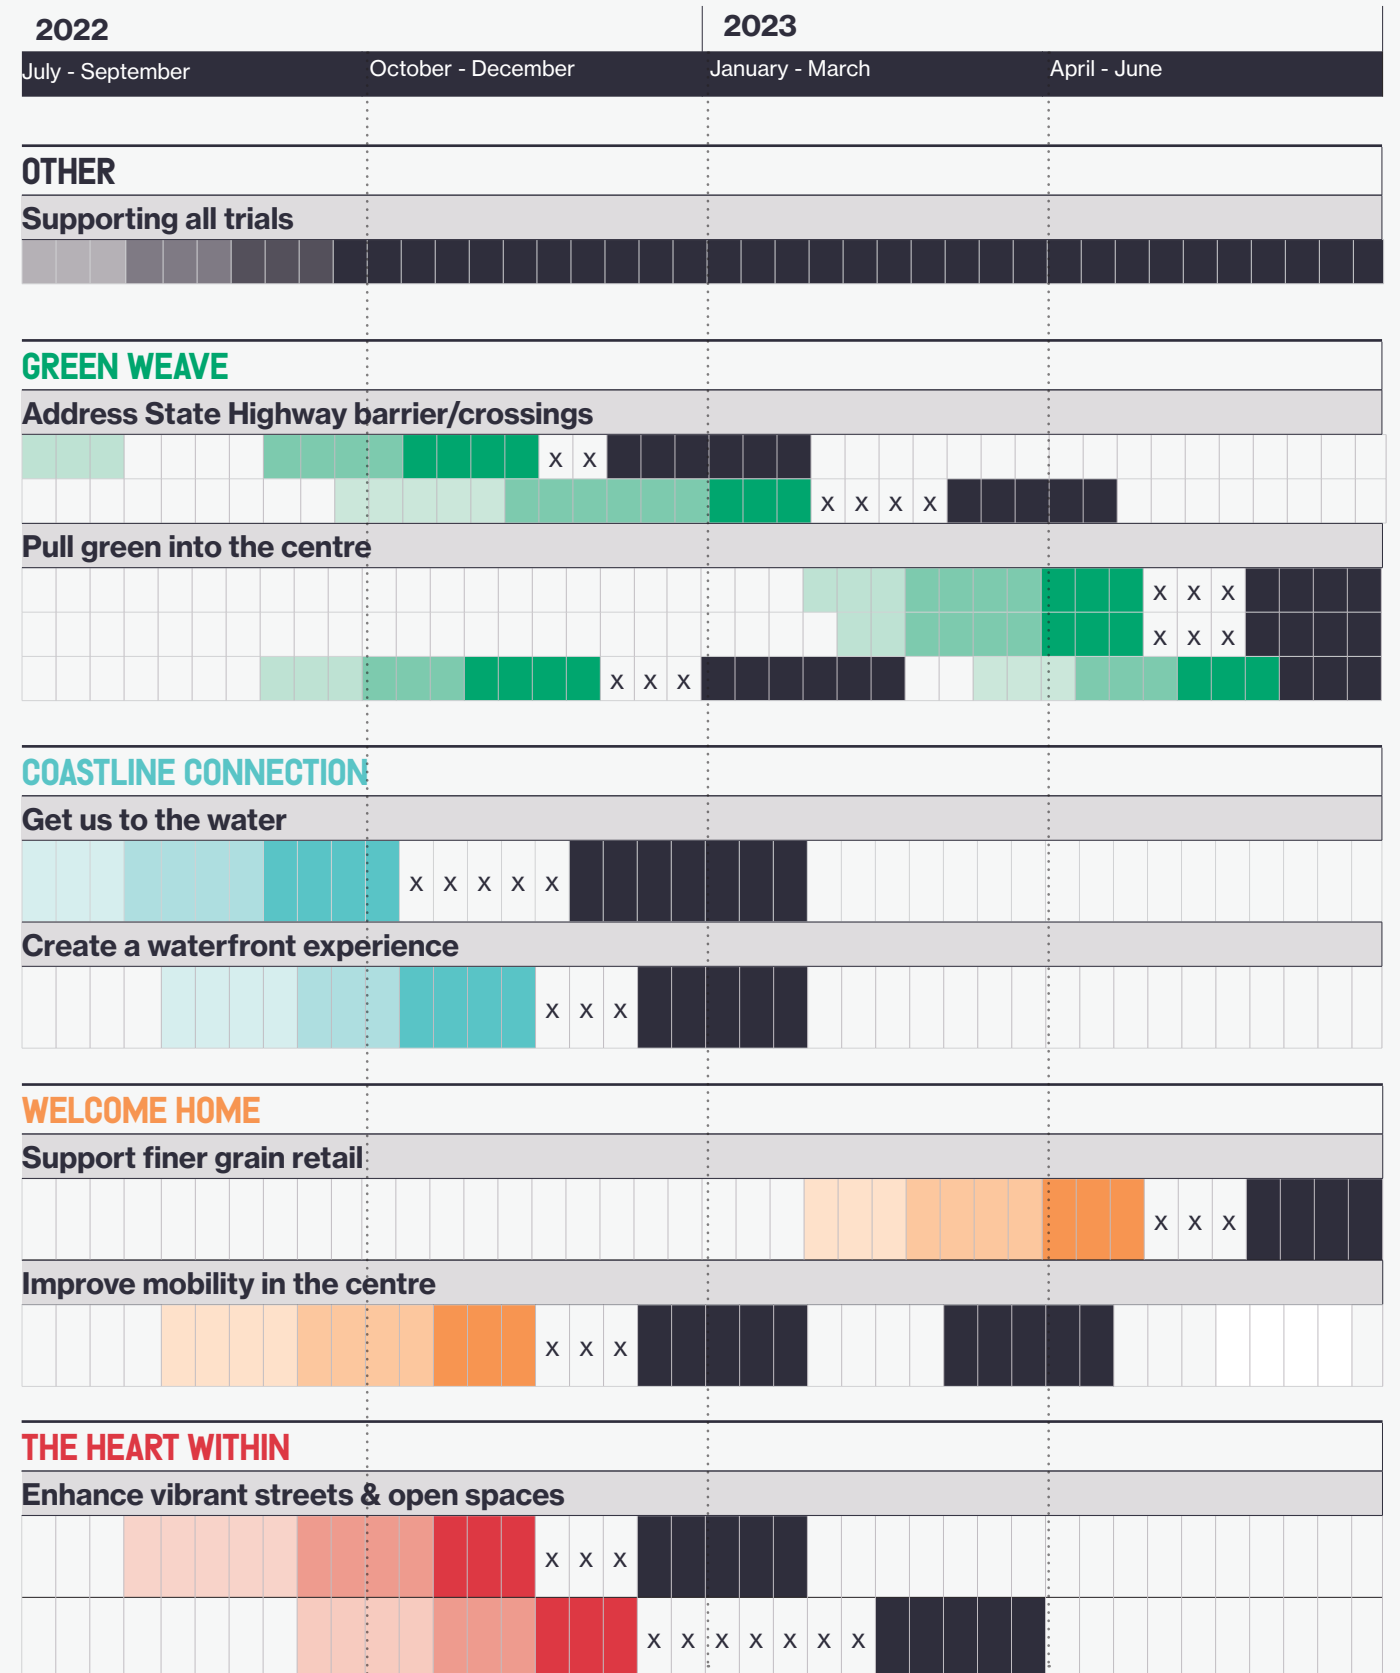 2022 2023
July - September October - December January - March April - June
OTHER
Supporting all trials
GREEN WEAVE
Address State Highway barrier/crossings
x x
x x x x
Pull green into the centre
x x x
x x x
x x x
COASTLINE CONNECTION
Get us to the water
x x x x x
Create a waterfront experience
x x x
WELCOME HOME
Support finer grain retail
x x x
Improve mobility in the centre
x x x
THE HEART WITHIN
Enhance vibrant streets & open spaces
x x x
x x x x x x x